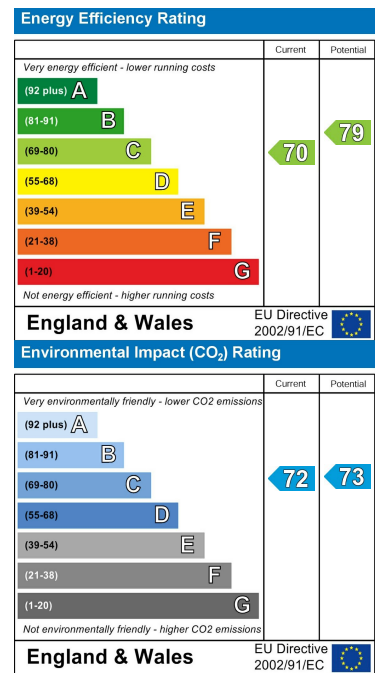 Energy Efficiency Rating
Current Potential
Very energy efficient - lower running costs
(92 plus) A
(81-91) B
(69-80) C
(55-68) D
(39-54) E
(21-38) F
(1-20) G
70
79
Not energy efficient - higher running costs
England & Wales
EU Directive
2002/91/EC
Environmental Impact (CO₂) Rating
Current Potential
Very environmentally friendly - lower CO2 emissions
(92 plus) A
(81-91) B
(69-80) C
(55-68) D
(39-54) E
(21-38) F
(1-20) G
72
73
Not environmentally friendly - higher CO2 emissions
England & Wales
EU Directive
2002/91/EC